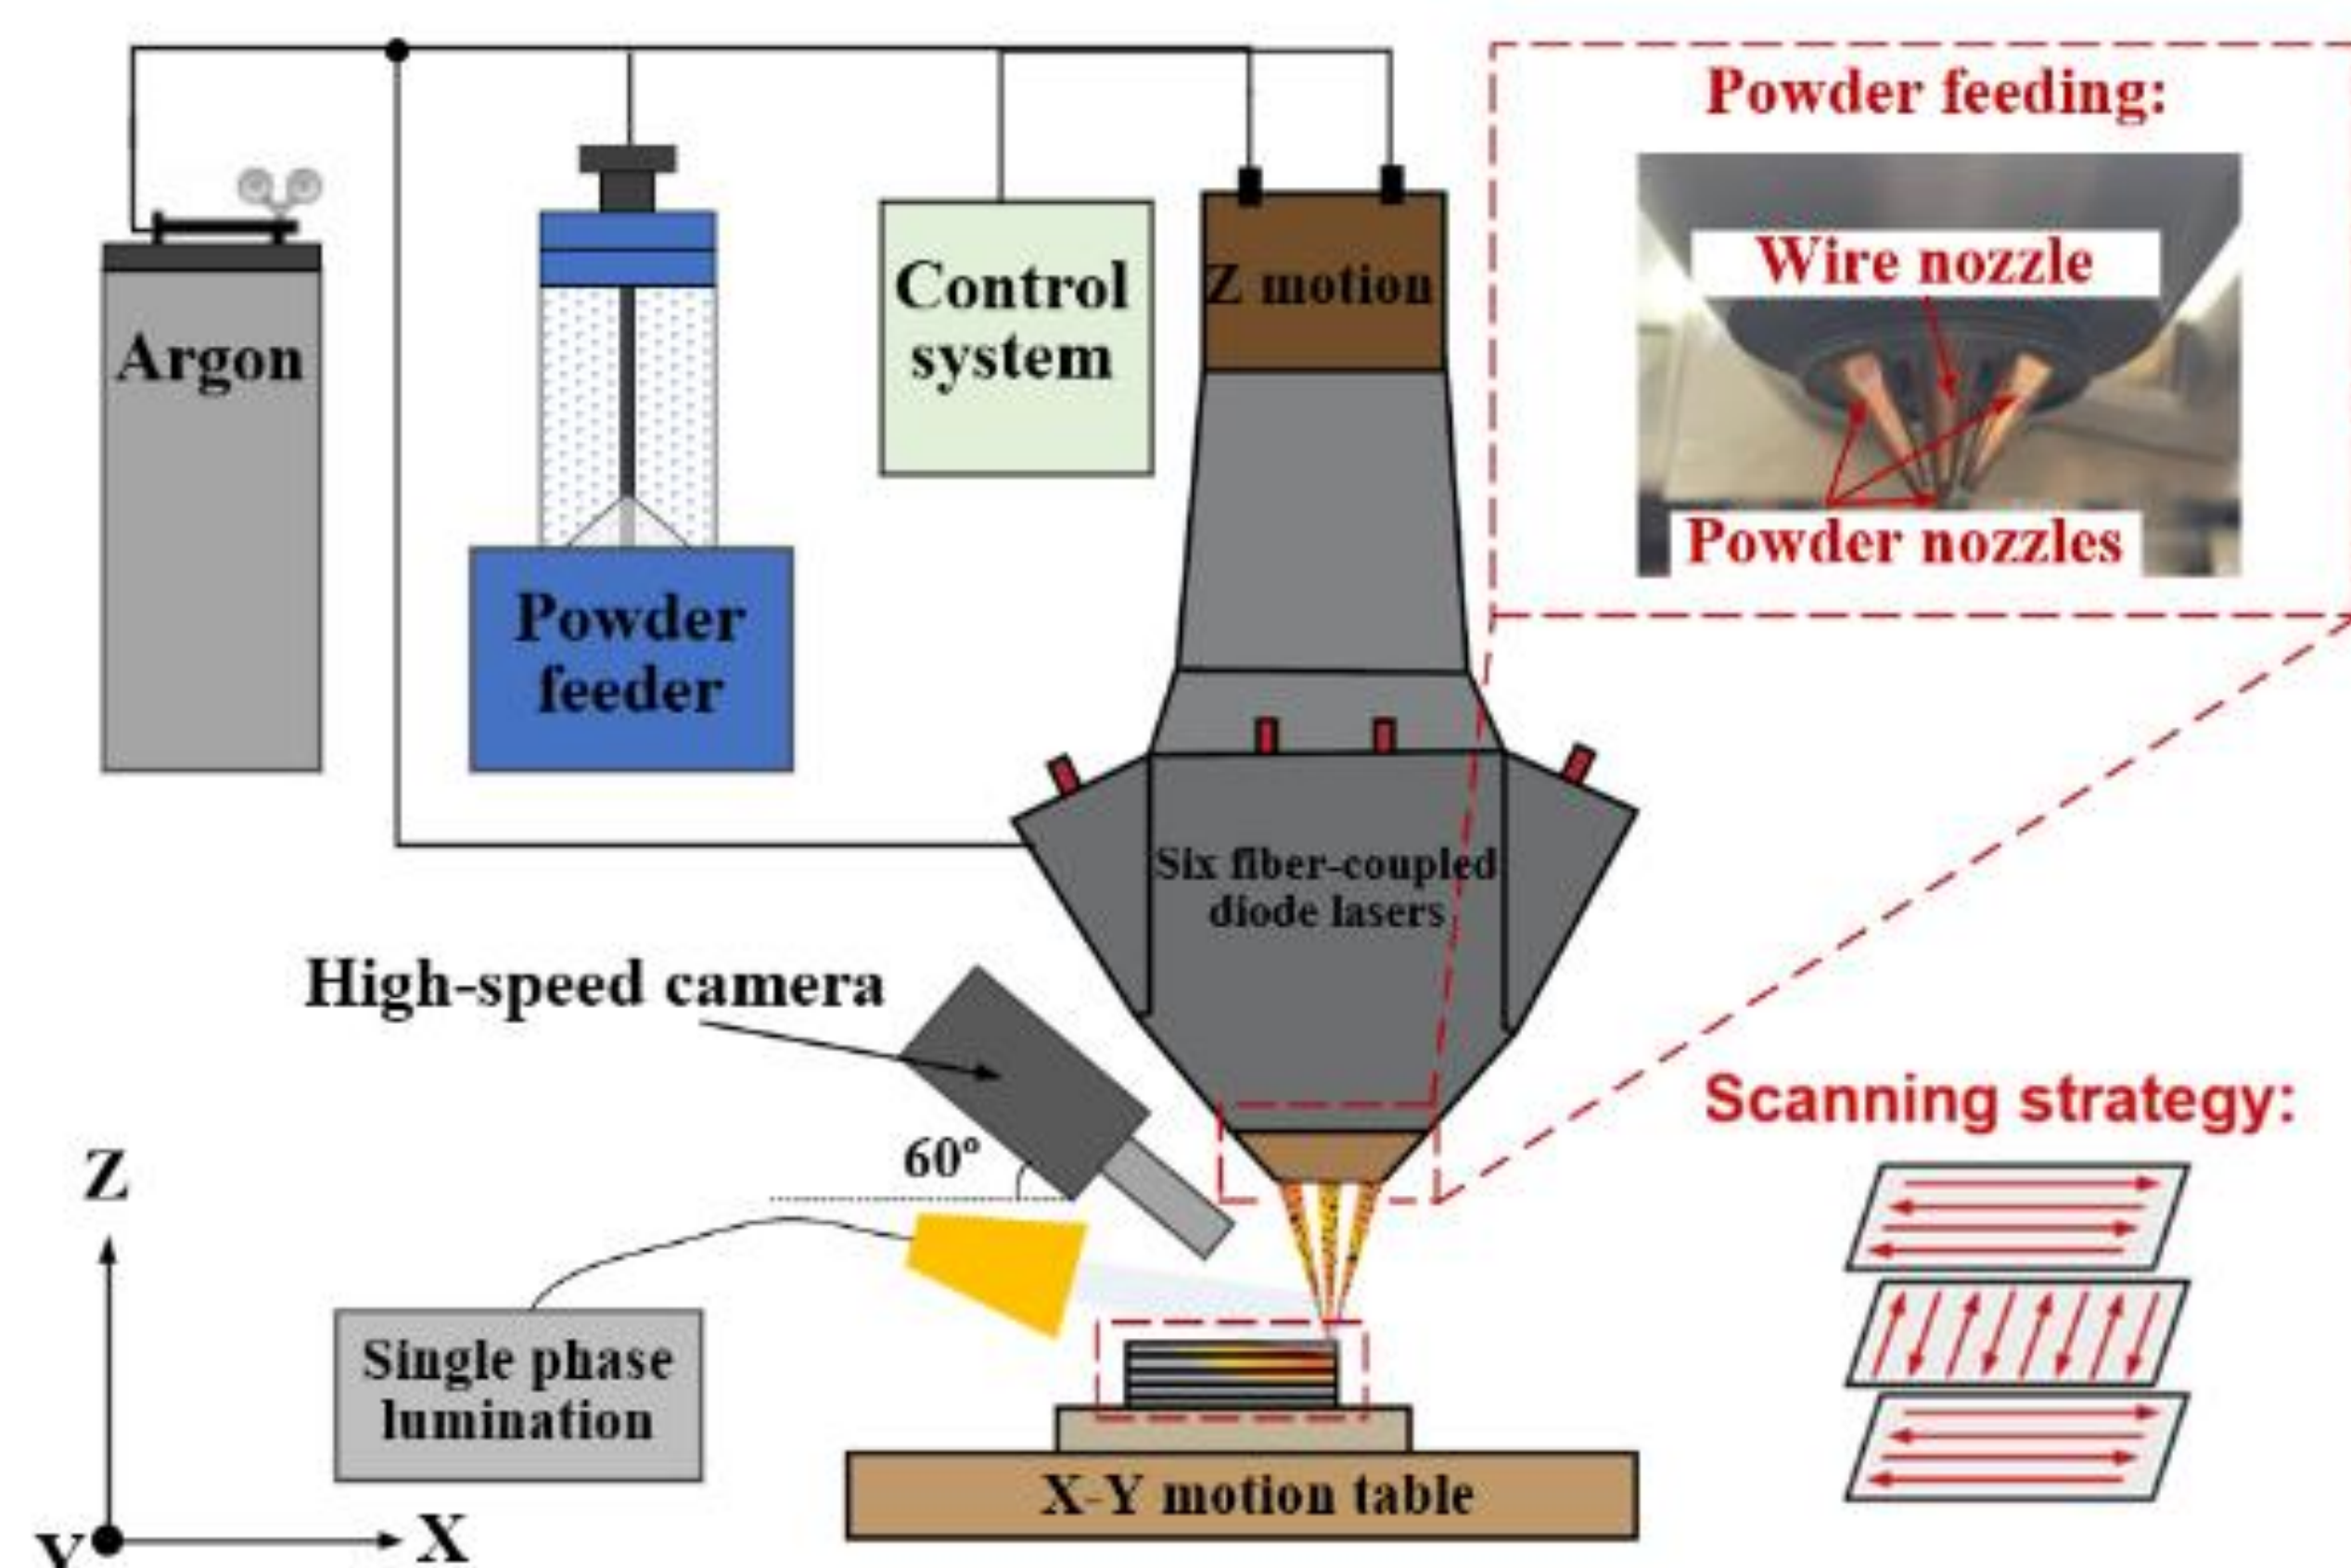 Powder feeding:
Wire nozzle
Powder nozzles
Argon
Powder
feeder
Control
system
Z motion
Six fiber-coupled
diode lasers
High-speed camera
60°
Single phase
lumination
X-Y motion table
Scanning strategy:
Z
Y
X